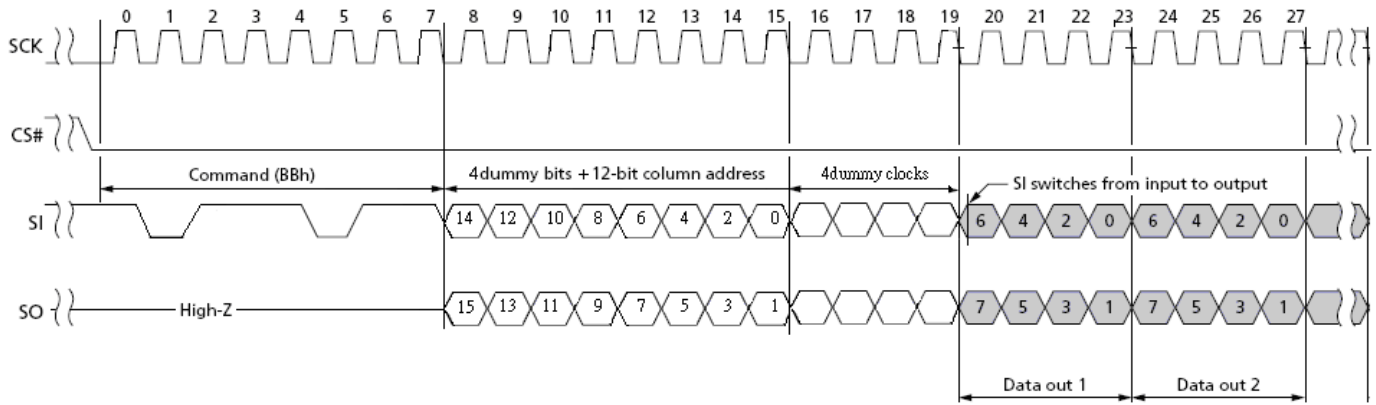 0 1 2 3 4 5 6 7 8 9 10 11 12 13 14 15 16 17 18 19 20 21 22 23 24 25 26 27
SCK
CS#
Command (BBh) 4dummy bits +12-bit column address 4dummy clocks
SI switches from input to output
SI 14 12 10 8 6 4 2 0 6 4 2 0 6 4 2 0
SO High-Z 15 13 11 9 7 5 3 1 7 5 3 1 7 5 3 1
Data out 1 Data out 2